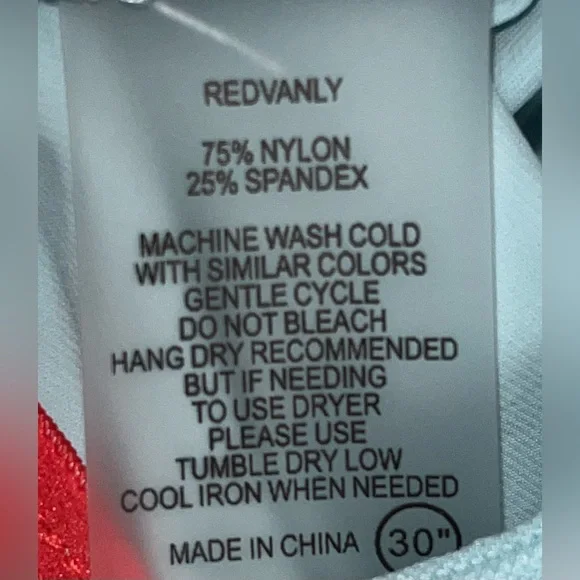 REDVANLY
75% NYLON
25% SPANDEX
MACHINE WASH COLD
WITH SIMILAR COLORS
GENTLE CYCLE
DO NOT BLEACH
HANG DRY RECOMMENDED
BUT IF NEEDING
TO USE DRYER
PLEASE USE
TUMBLE DRY LOW
COOL IRON WHEN NEEDED
MADE IN CHINA 30"